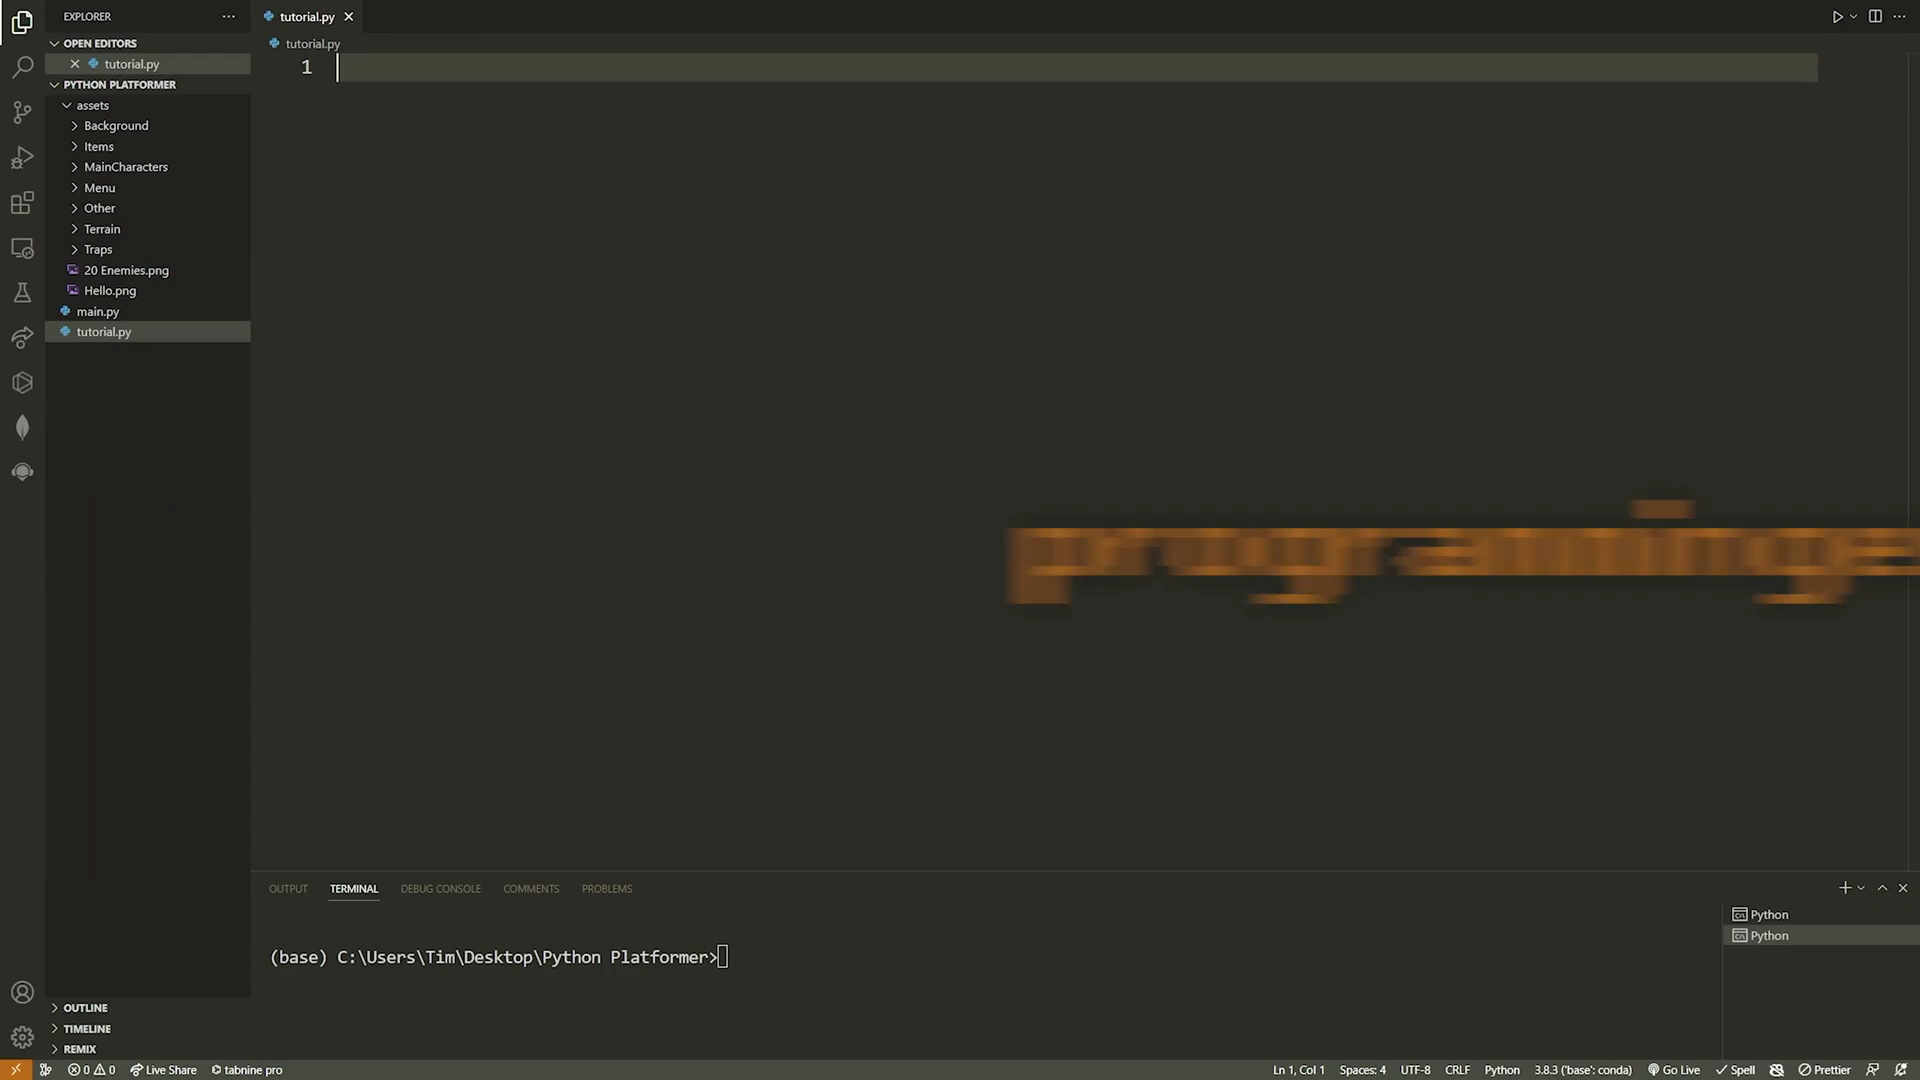 EXPLORER
tutorial.py
OPEN EDITORS
tutorial.py
tutorial.py
1
PYTHON PLATFORMER
assets
Background
Items
MainCharacters
Menu
Other
Terrain
Traps
20 Enemies.png
Hello.png
main.py
tutorial.py
OUTPUT
TERMINAL
DEBUG CONSOLE
COMMENTS
PROBLEMS
Python
Python
(base) C:\Users\Tim\Desktop\Python Platformer>
OUTLINE
TIMELINE
REMIX
0 0 Live Share tabnine pro
Ln 1, Col 1 Spaces: 4 UTF-8 CRLF Python 3.8.3 ('base': conda) Go Live Spell Prettier